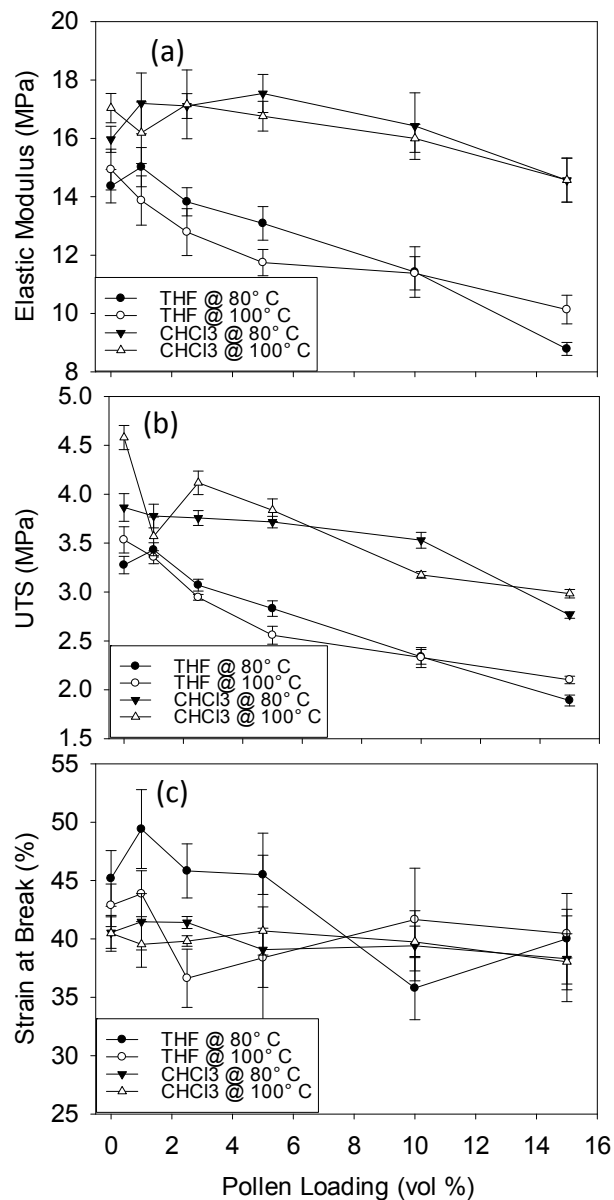 20
(a)
18
16
14
12
10
8
Elastic Modulus (MPa)
THF @ 80° C
THF @ 100° C
CHCl3 @ 80° C
CHCl3 @ 100° C
5.0
(b)
4.5
4.0
3.5
3.0
2.5
2.0
1.5
UTS (MPa)
THF @ 80° C
THF @ 100° C
CHCl3 @ 80° C
CHCl3 @ 100° C
55
(c)
50
45
40
35
30
25
Strain at Break (%)
THF @ 80° C
THF @ 100° C
CHCl3 @ 80° C
CHCl3 @ 100° C
0 2 4 6 8 10 12 14 16
Pollen Loading (vol %)